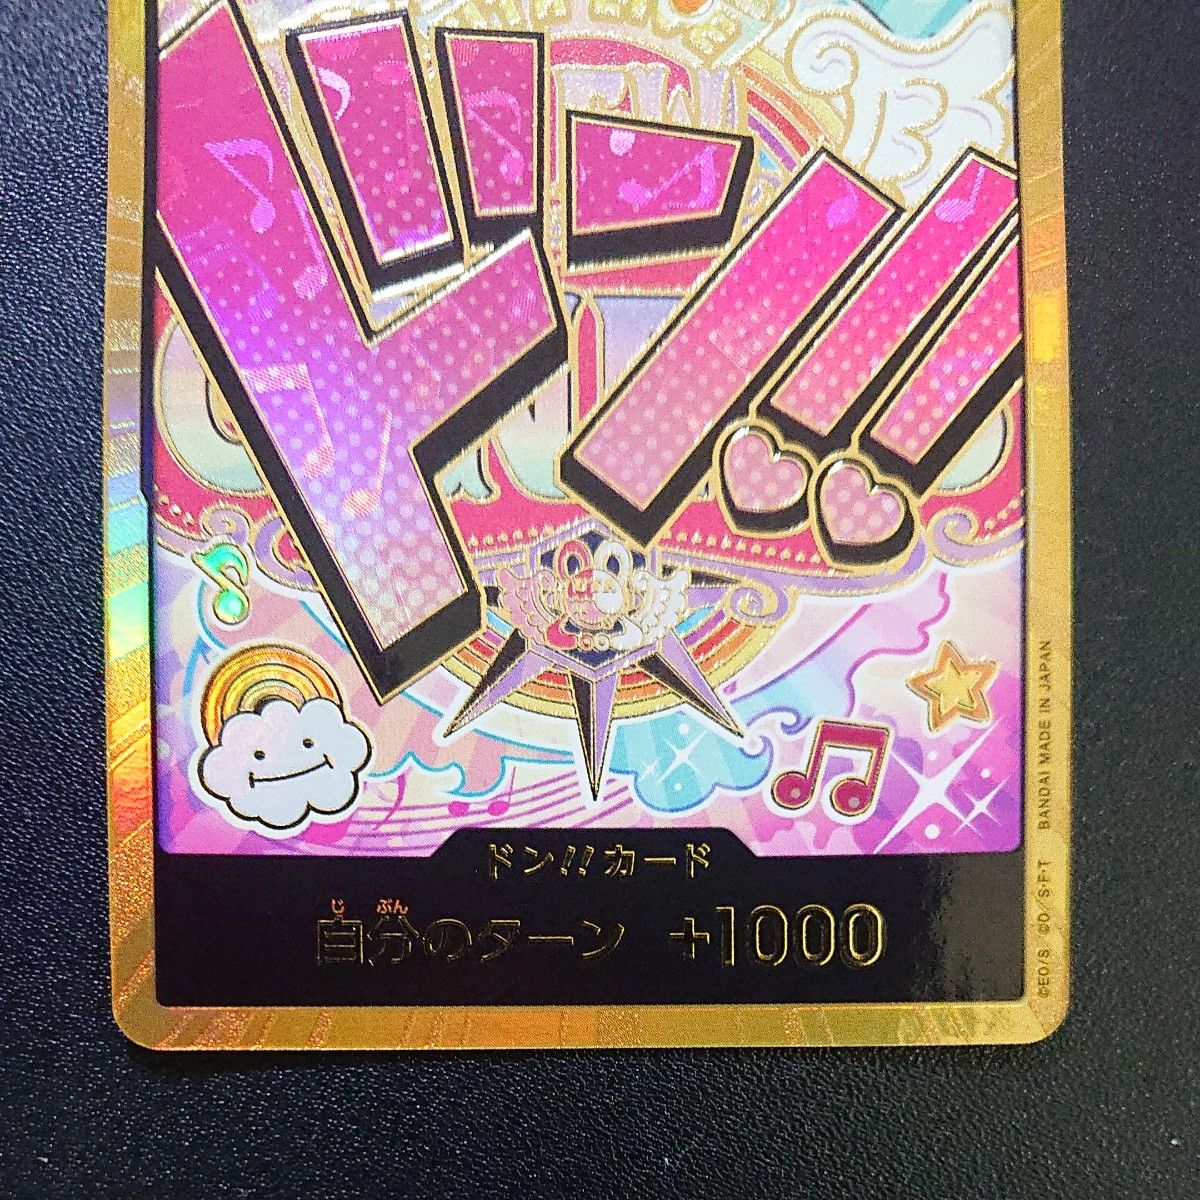 ドン!!
ドン!!カード
自分のターン +1000
じ ぶん
©EO/S ©O/S·F·T BANDAI MADE IN JAPAN